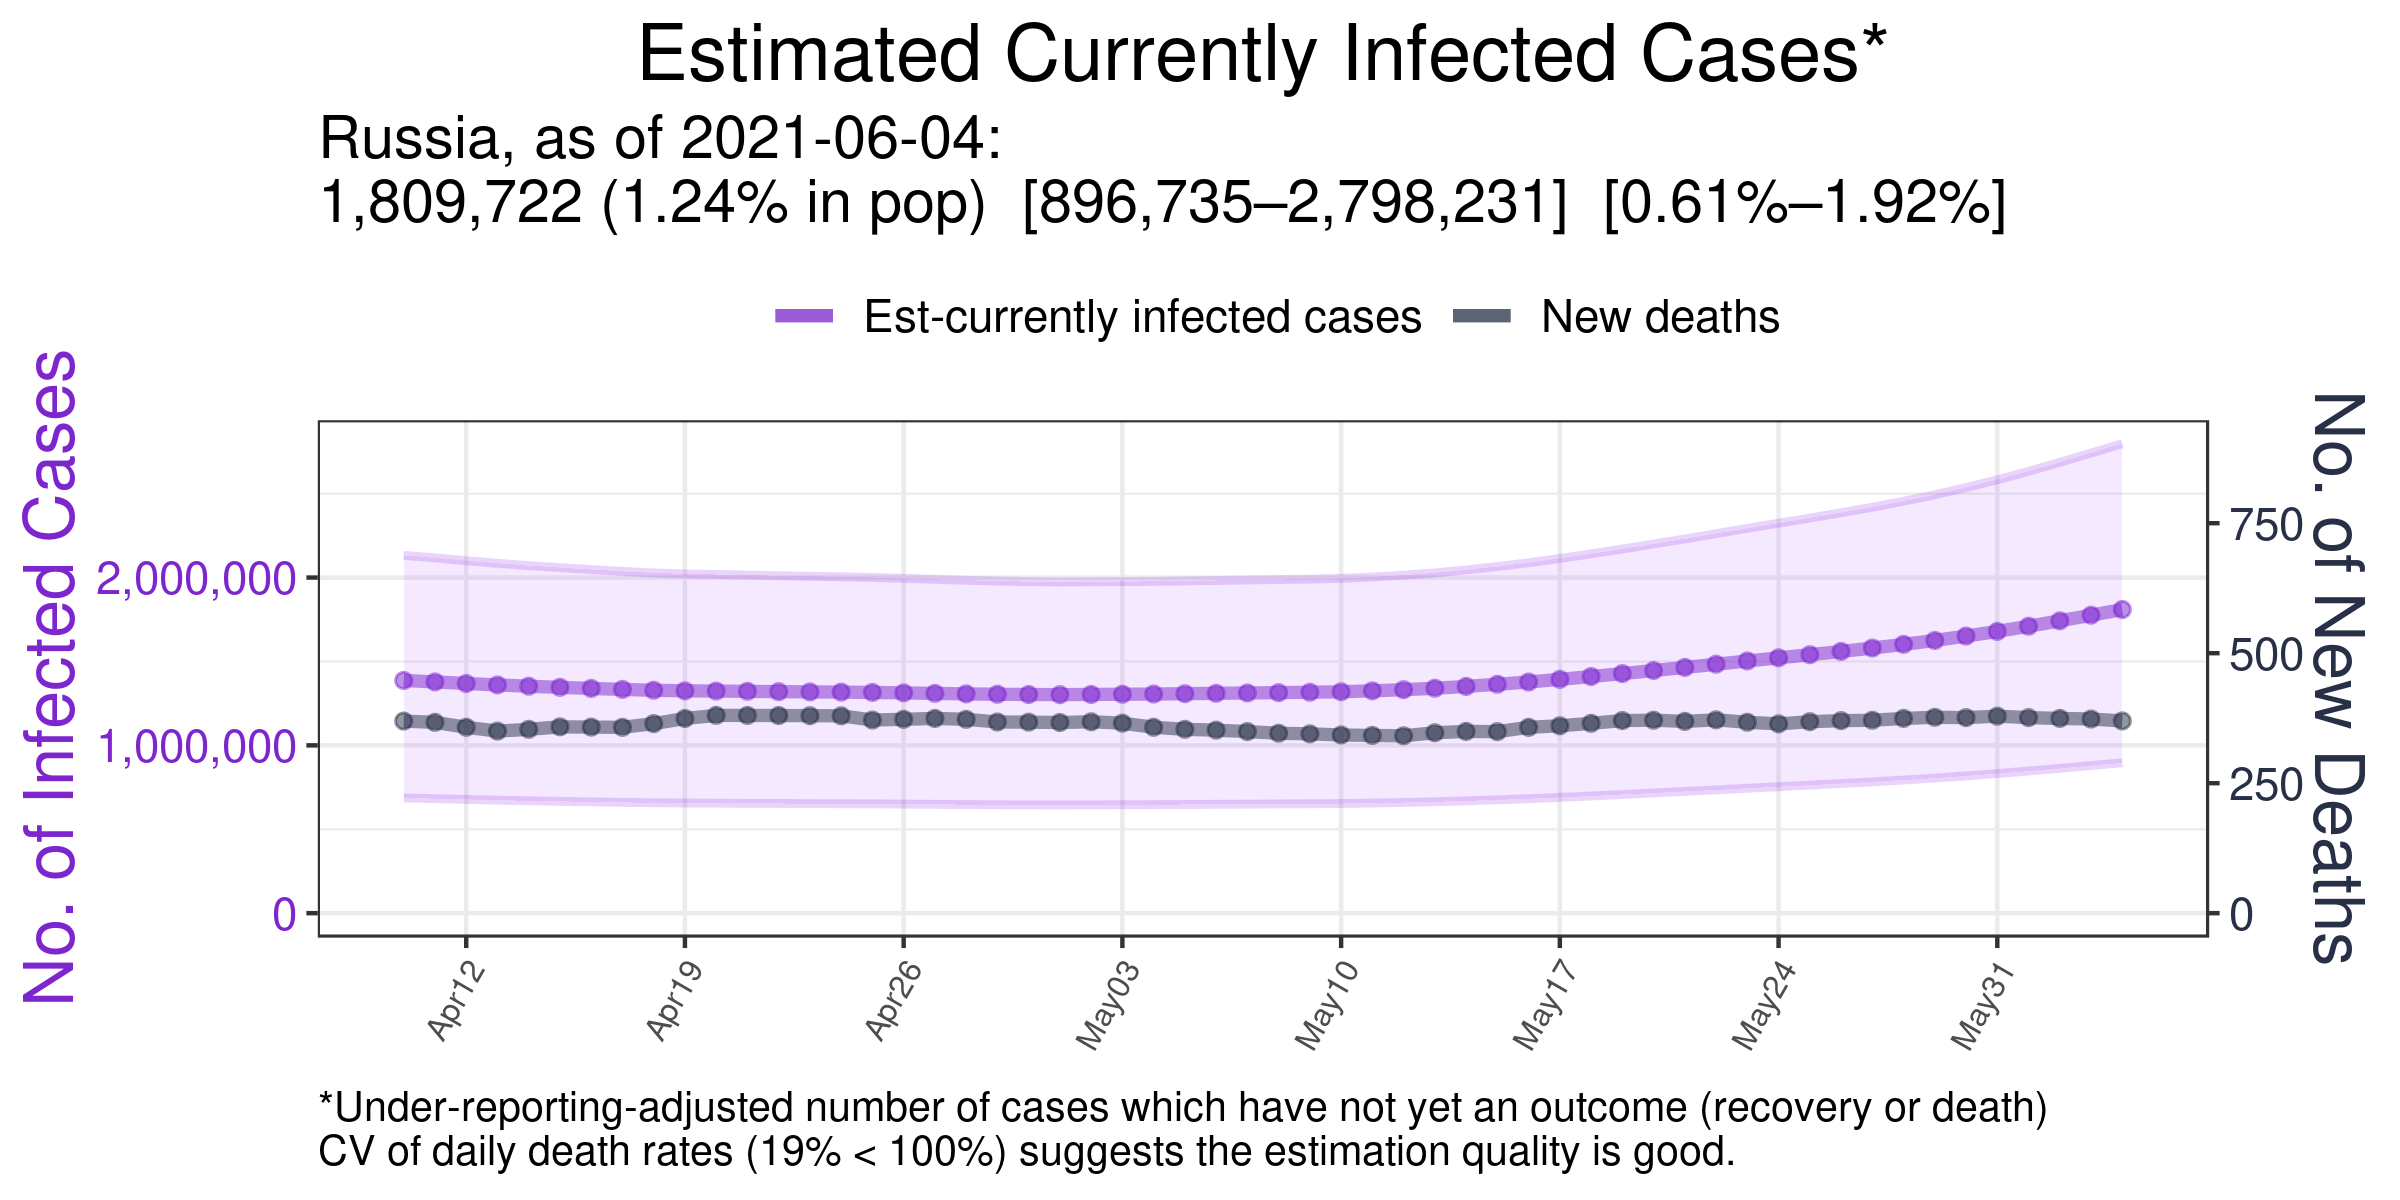 Estimated Currently Infected Cases*
Russia, as of 2021-06-04:
1,809,722 (1.24% in pop)  [896,735–2,798,231]  [0.61%–1.92%]
Est-currently infected cases
New deaths
No. of Infected Cases
2,000,000
1,000,000
0
No. of New Deaths
750
500
250
0
Apr12
Apr19
Apr26
May03
May10
May17
May24
May31
*Under-reporting-adjusted number of cases which have not yet an outcome (recovery or death)
CV of daily death rates (19% < 100%) suggests the estimation quality is good.